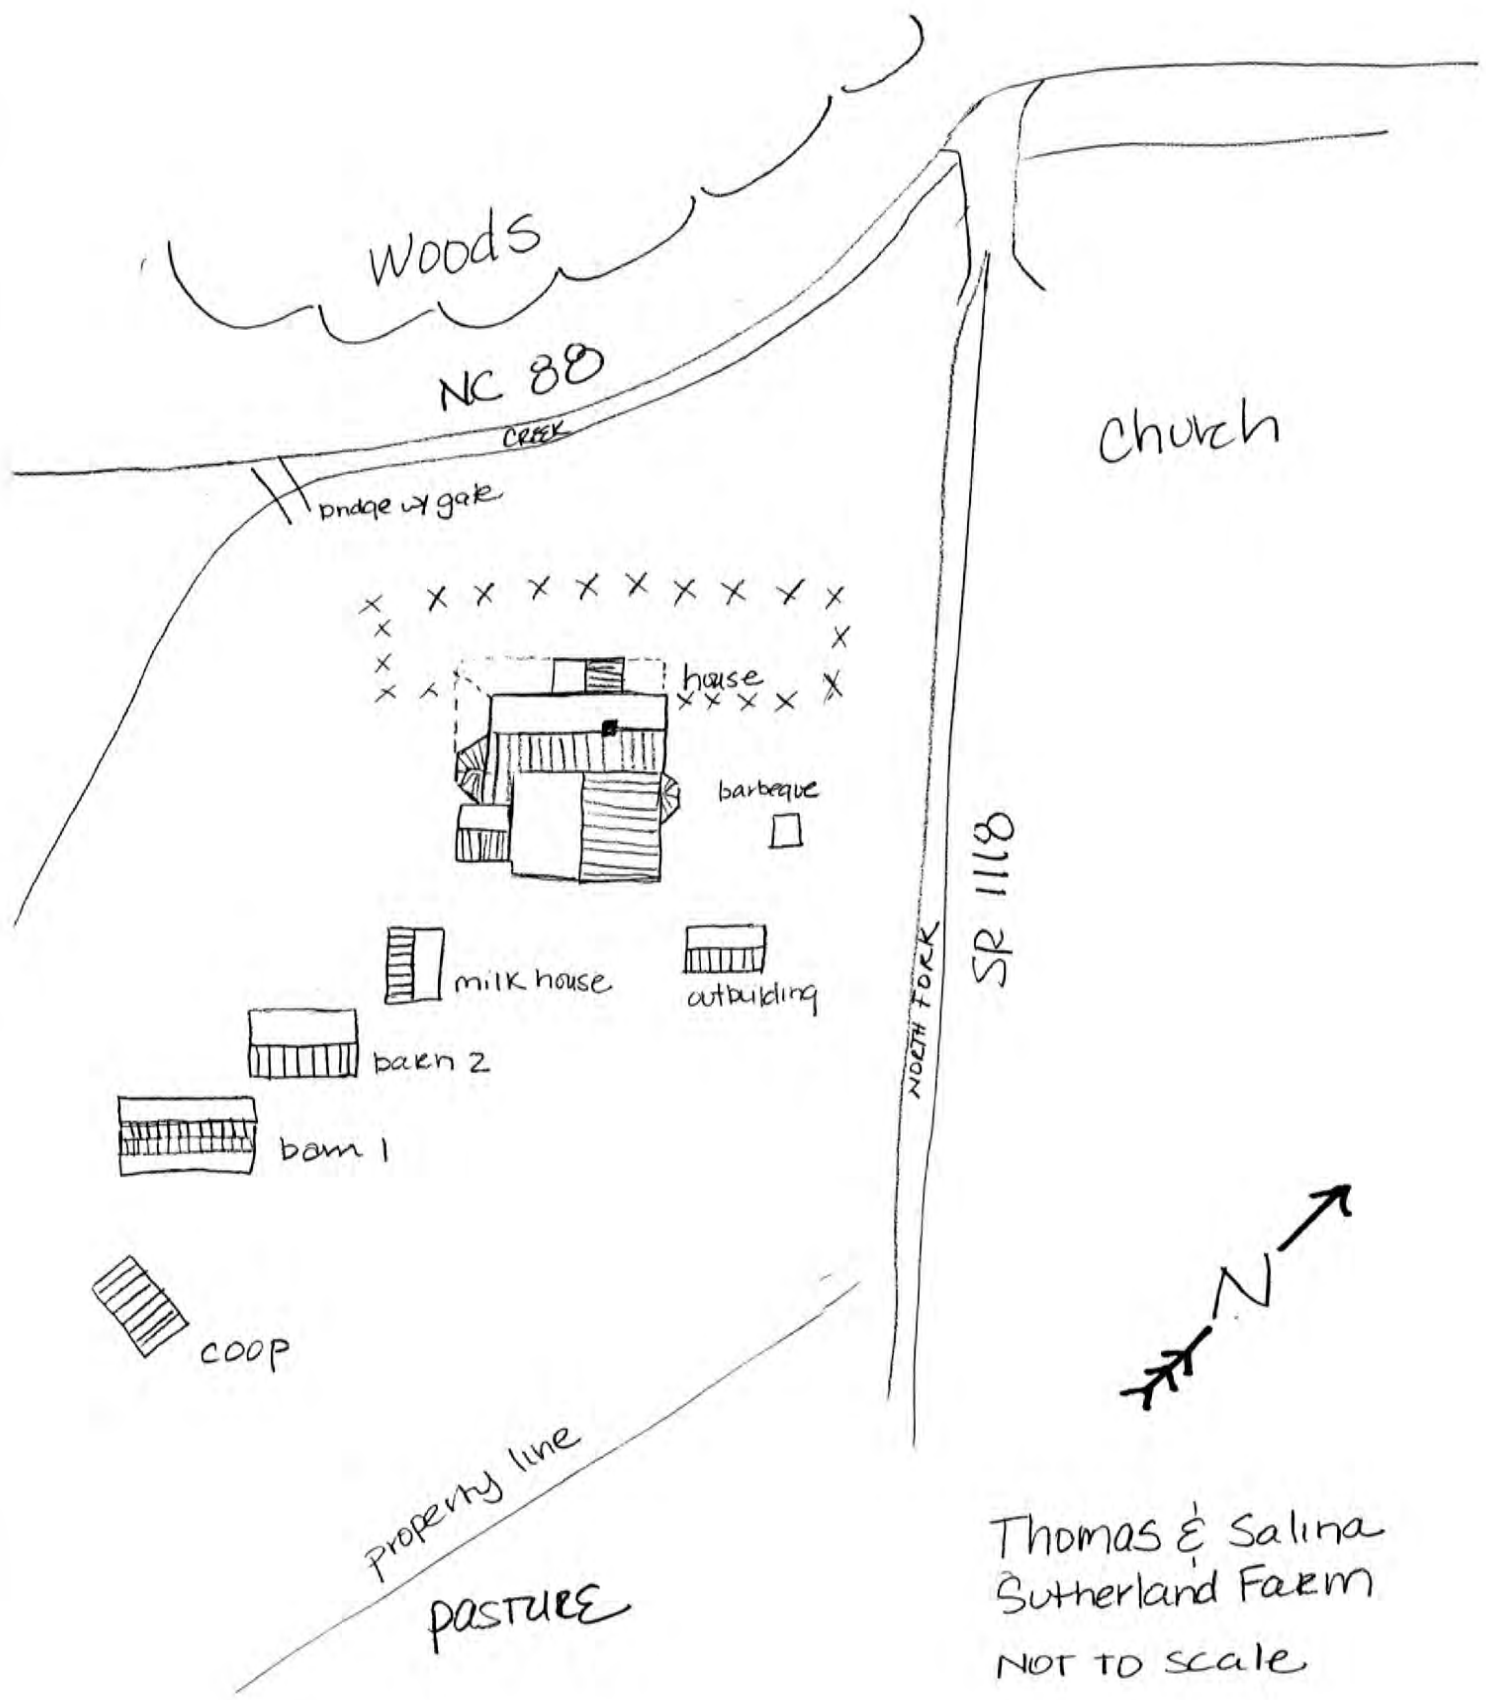 Woods
NC 88
CREEK
Church
bridge w/ gate
house
barbeque
SR 1118
NORTH FORK
milk house
outbuilding
barn 2
barn 1
N
coop
property line
PASTURE
Thomas & Salina
Sutherland Farm
NOT TO scale